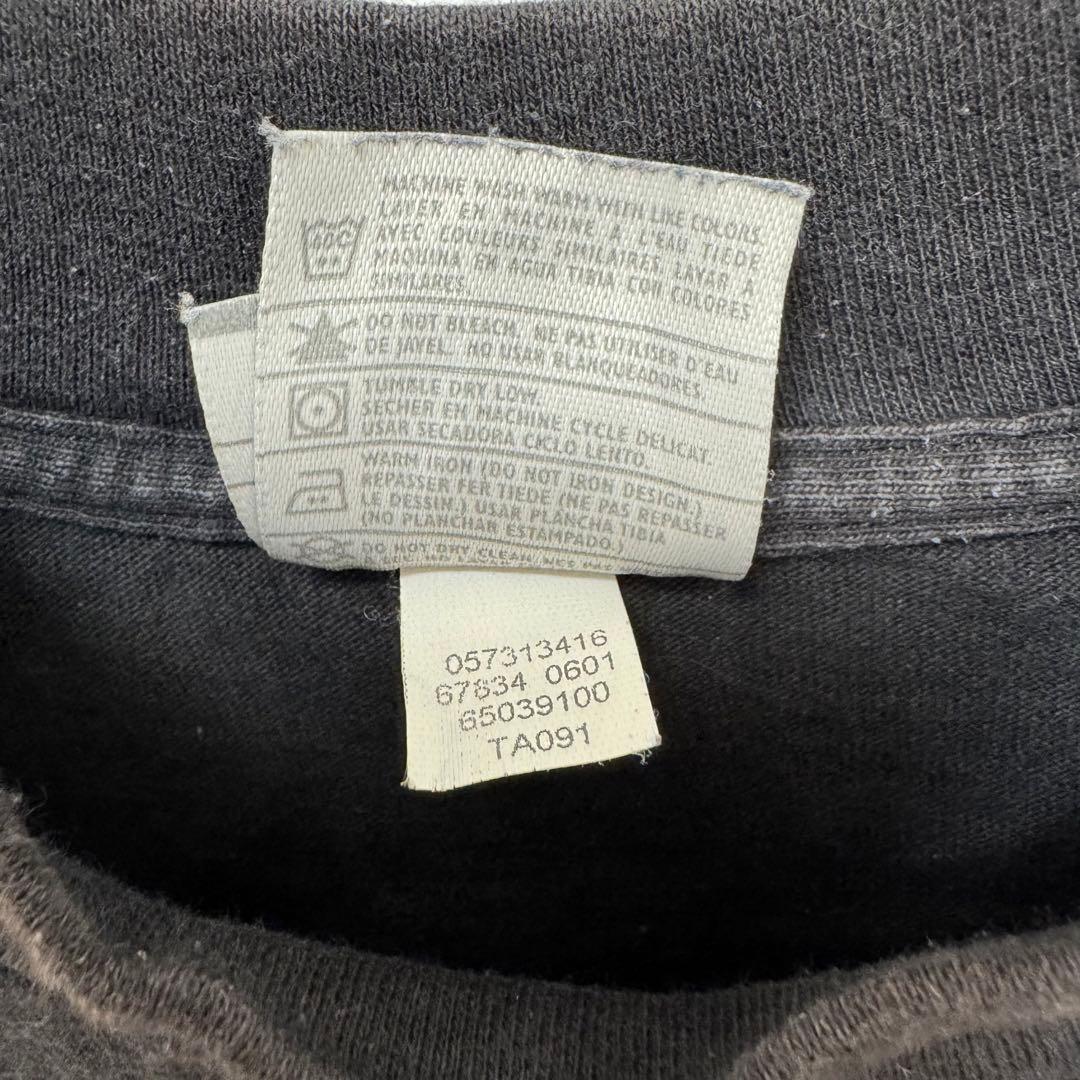 MACHINE WASH WARM WITH LIKE COLORS.
LAVER EN MACHINE À L'EAU TIEDE
AVEC COULEURS SIMILAIRES. LAVAR A
MAQUINA EN AGUA TIBIA CON COLORES
SIMILARES.
60C
DO NOT BLEACH. NE PAS UTILISER D'EAU
DE JAVEL. NO USAR BLANQUEADORES.
TUMBLE DRY LOW.
SECHER EN MACHINE CYCLE DELICAT.
USAR SECADORA CICLO LENTO.
WARM IRON (DO NOT IRON DESIGN.)
REPASSER FER TIEDE (NE PAS REPASSER
LE DESSIN.) USAR PLANCHA TIBIA
(NO PLANCHAR ESTAMPADO.)
DO NOT DRY CLEAN.
057313416
67834 0601
65039100
TA091